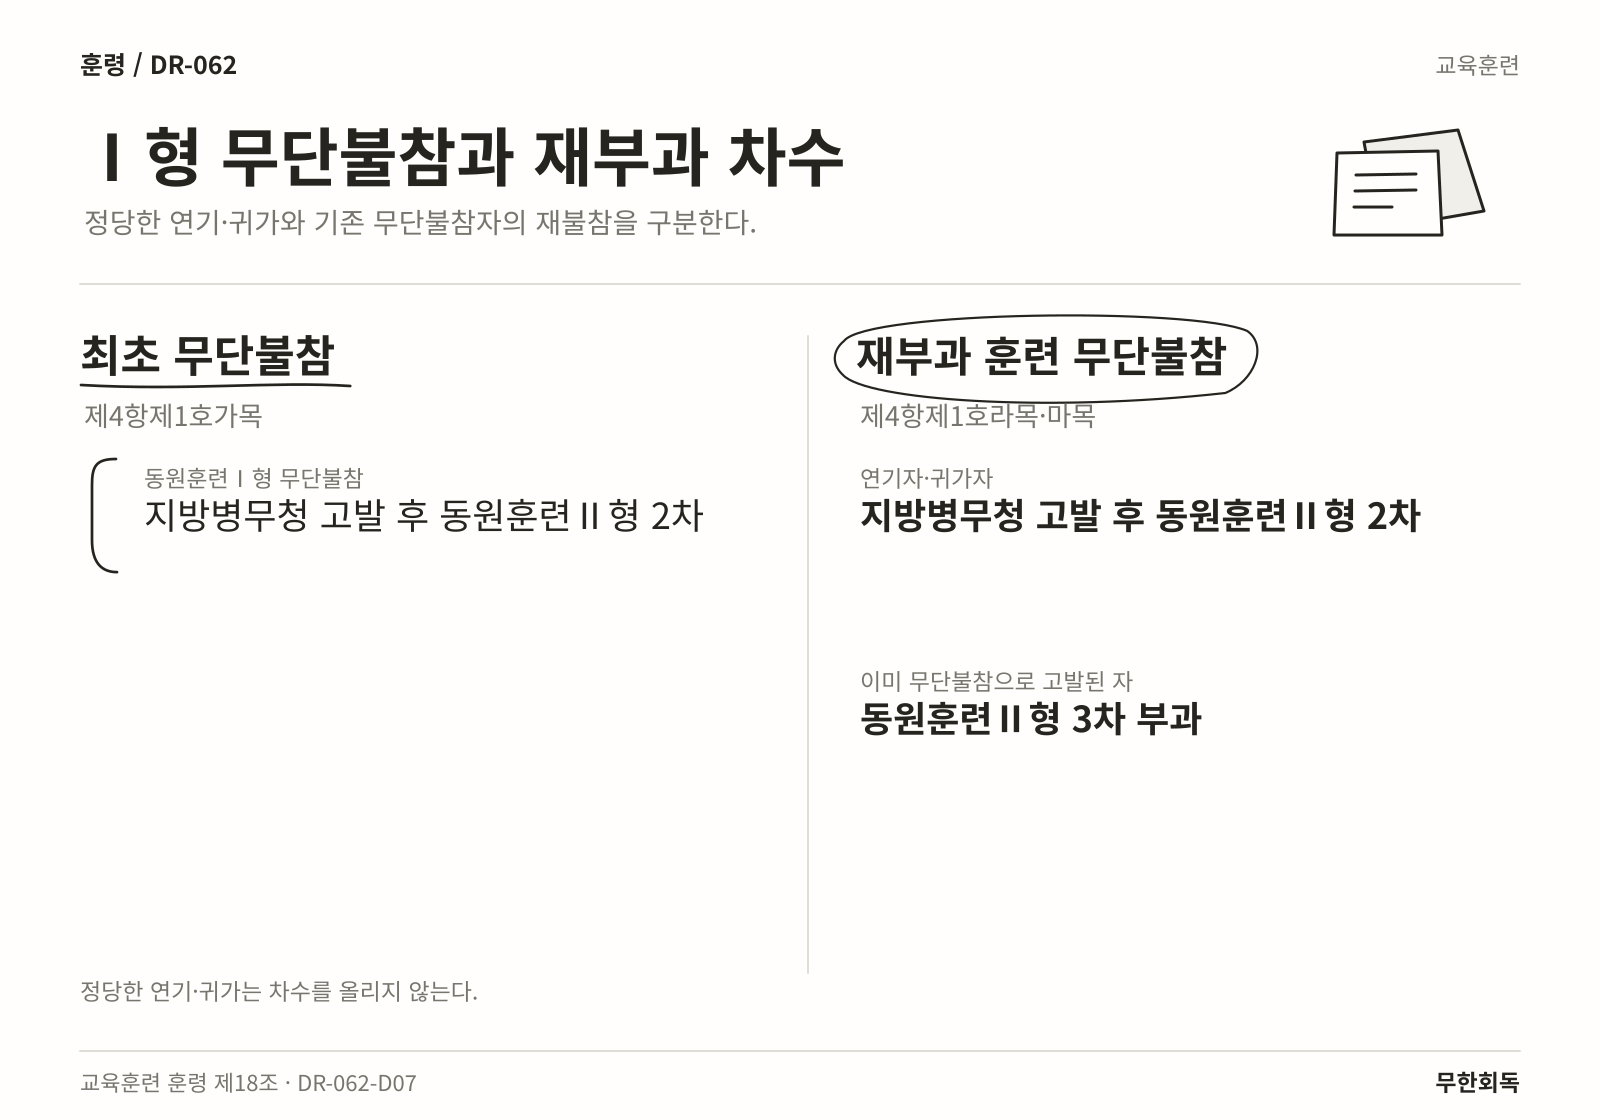 훈령 / DR-062
교육훈련
Ⅰ형 무단불참과 재부과 차수
정당한 연기·귀가와 기존 무단불참자의 재불참을 구분한다.
최초 무단불참
제4항제1호가목
동원훈련Ⅰ형 무단불참
지방병무청 고발 후 동원훈련Ⅱ형 2차
재부과 훈련 무단불참
제4항제1호라목·마목
연기자·귀가자
지방병무청 고발 후 동원훈련Ⅱ형 2차
이미 무단불참으로 고발된 자
동원훈련Ⅱ형 3차 부과
정당한 연기·귀가는 차수를 올리지 않는다.
교육훈련 훈령 제18조 · DR-062-D07
무한회독